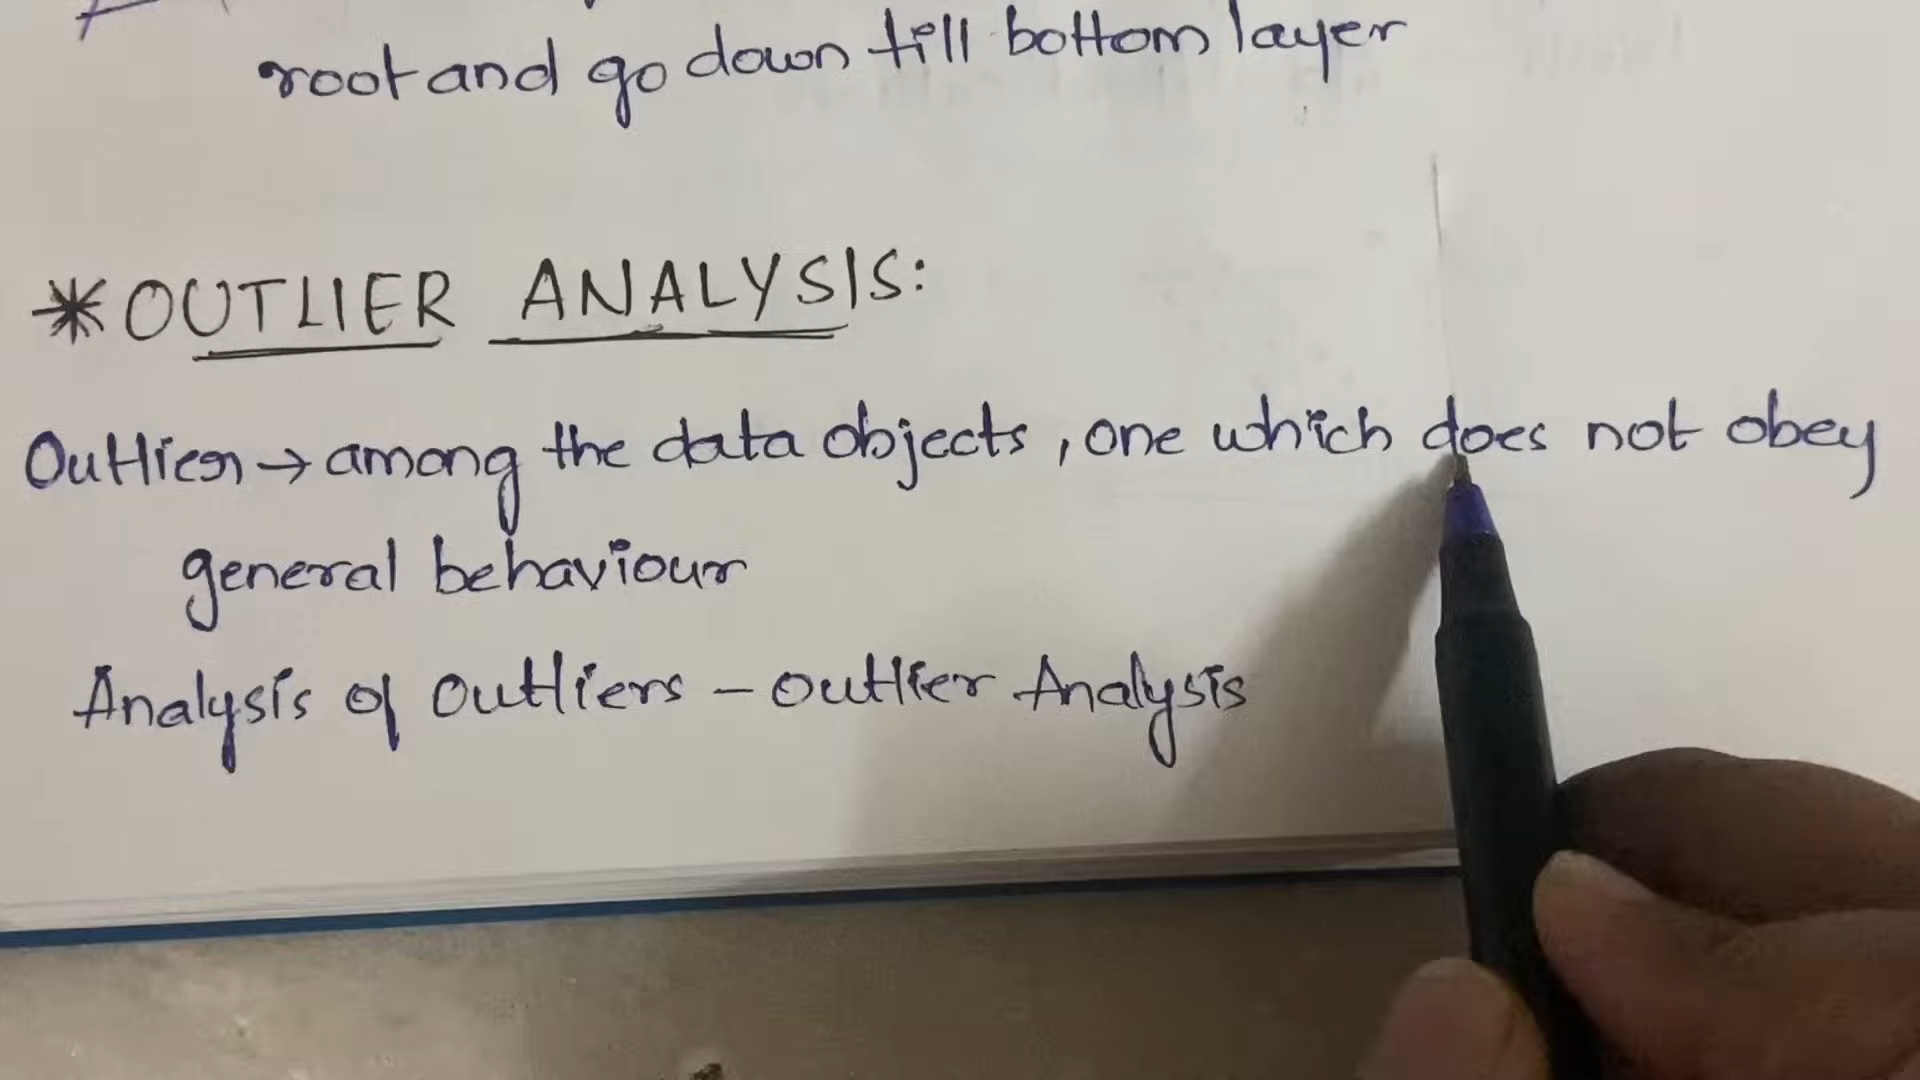 root and go down till bottom layer
*OUTLIER ANALYSIS:
Outlier → among the data objects, one which does not obey
general behaviour
Analysis of Outliers - outlier Analysis